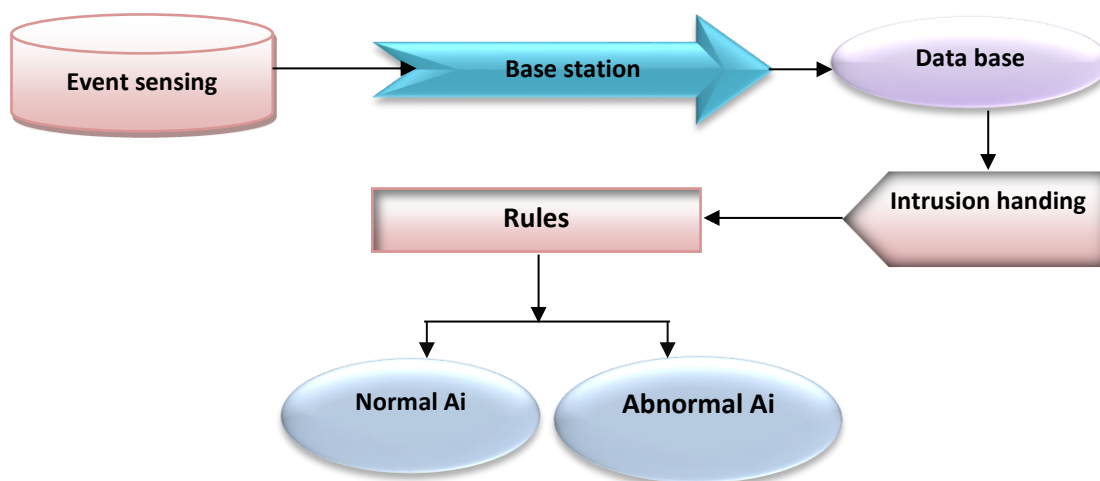 Event sensing
Base station
Data base
Intrusion handing
Rules
Normal Ai
Abnormal Ai